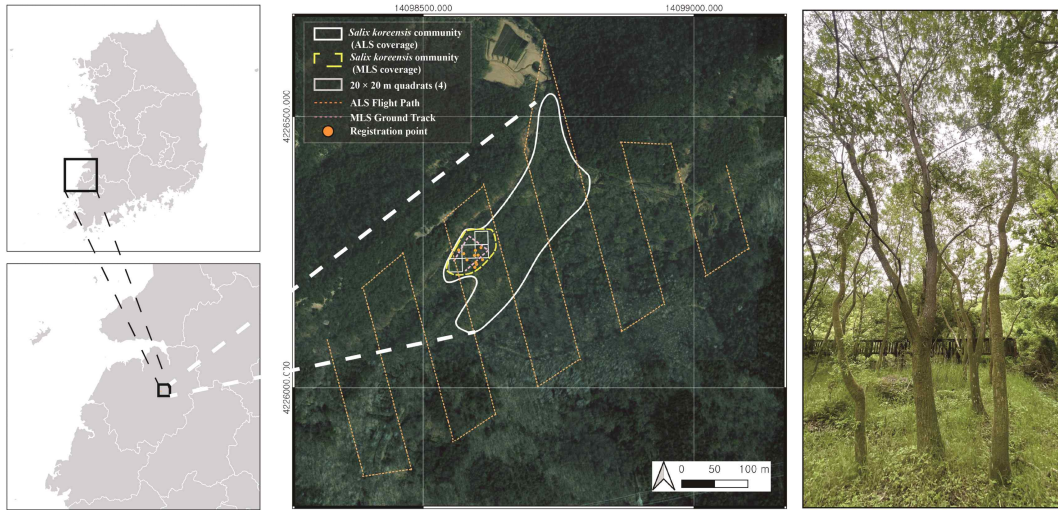 14098500.000
14099000.000
Salix koreensis ommunity
(ALS coverage)
Salix koreensis ommunity
(MLS coverage)
20 × 20 m quadrats (4)
ALS Flight Path
MLS Ground Track
Registration point
4226500.000
4226000.000
0 50 100 m